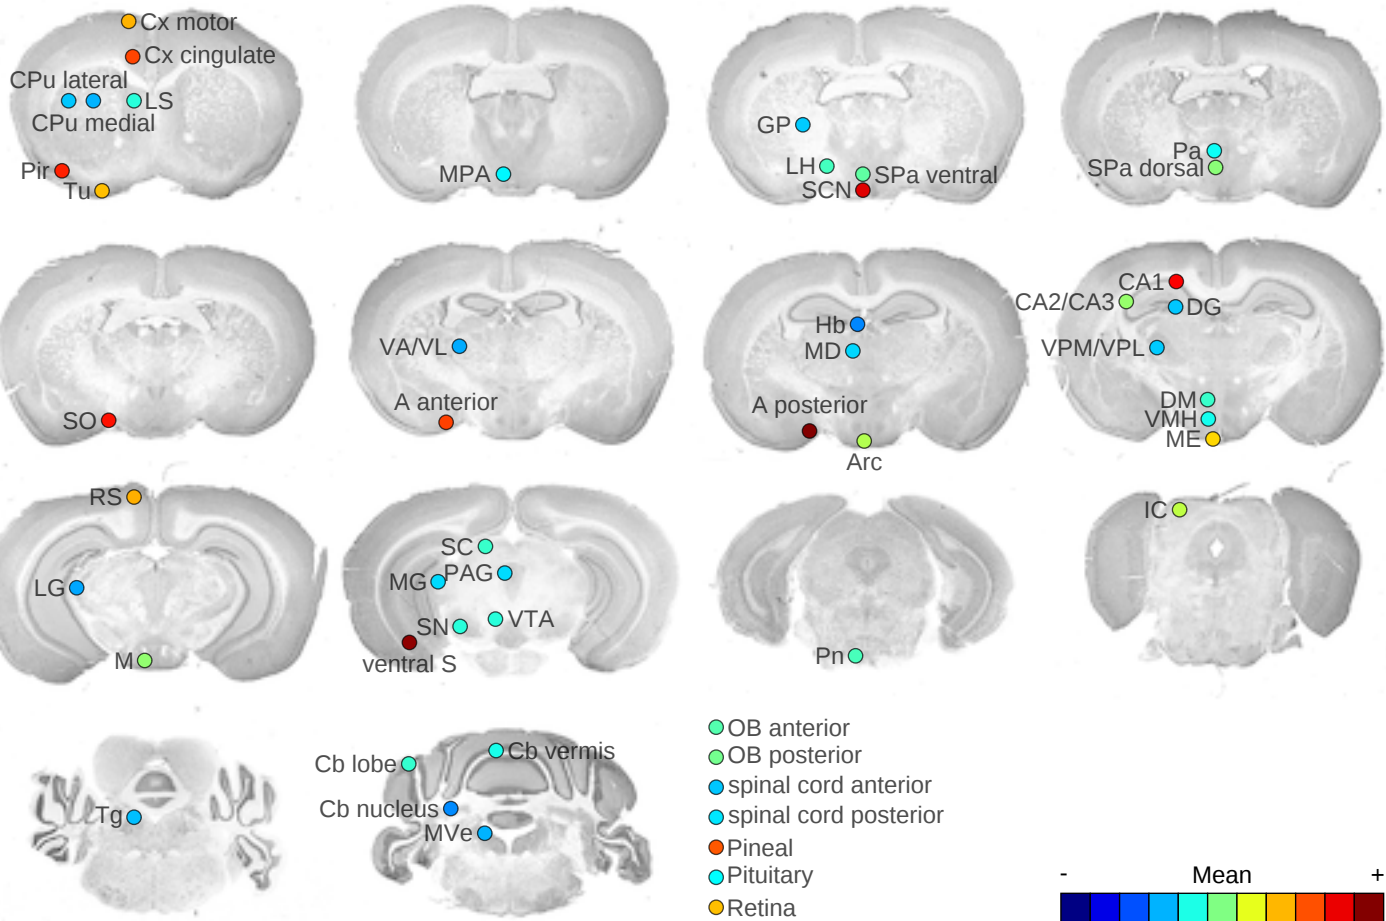 Cx motor
Cx cingulate
CPu lateral
LS
CPu medial
Pir
Tu
MPA
GP
LH
SPa ventral
SCN
Pa
SPa dorsal
SO
VA/VL
A anterior
Hb
MD
A posterior
Arc
CA1
CA2/CA3
DG
VPM/VPL
DM
VMH
ME
RS
LG
M
SC
MG
PAG
SN
VTA
ventral S
Pn
IC
Tg
Cb lobe
Cb vermis
Cb nucleus
MVe
OB anterior
OB posterior
spinal cord anterior
spinal cord posterior
Pineal
Pituitary
Retina
- Mean +